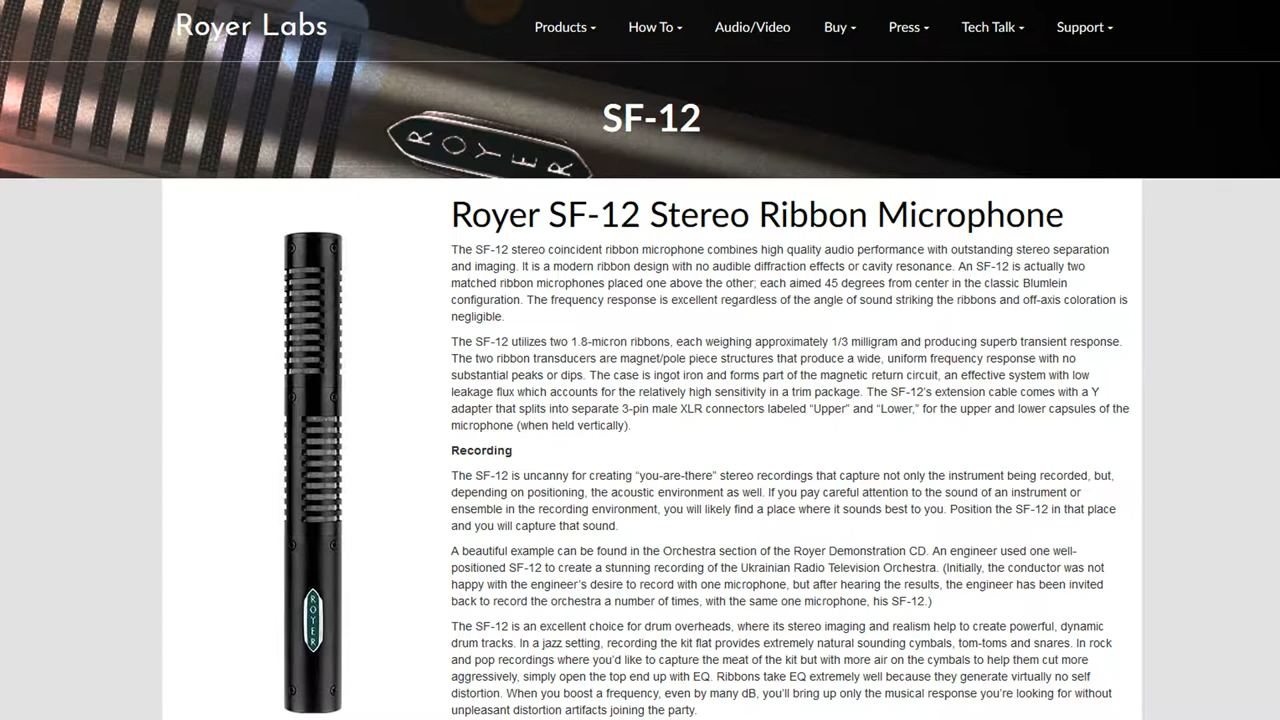 Royer Labs
Products How To Audio/Video Buy Press Tech Talk Support
ROYER
SF-12
Royer SF-12 Stereo Ribbon Microphone
The SF-12 stereo coincident ribbon microphone combines high quality audio performance with outstanding stereo separation
and imaging. It is a modern ribbon design with no audible diffraction effects or cavity resonance. An SF-12 is actually two
matched ribbon microphones placed one above the other; each aimed 45 degrees from center in the classic Blumlein
configuration. The frequency response is excellent regardless of the angle of sound striking the ribbons and off-axis coloration is
negligible.
The SF-12 utilizes two 1.8-micron ribbons, each weighing approximately 1/3 milligram and producing superb transient response.
The two ribbon transducers are magnet/pole piece structures that produce a wide, uniform frequency response with no
substantial peaks or dips. The case is ingot iron and forms part of the magnetic return circuit, an effective system with low
leakage flux which accounts for the relatively high sensitivity in a trim package. The SF-12's extension cable comes with a Y
adapter that splits into separate 3-pin male XLR connectors labeled “Upper” and “Lower,” for the upper and lower capsules of the
microphone (when held vertically).
Recording
The SF-12 is uncanny for creating “you-are-there” stereo recordings that capture not only the instrument being recorded, but,
depending on positioning, the acoustic environment as well. If you pay careful attention to the sound of an instrument or
ensemble in the recording environment, you will likely find a place where it sounds best to you. Position the SF-12 in that place
and you will capture that sound.
A beautiful example can be found in the Orchestra section of the Royer Demonstration CD. An engineer used one well-
positioned SF-12 to create a stunning recording of the Ukrainian Radio Television Orchestra. (Initially, the conductor was not
happy with the engineer's desire to record with one microphone, but after hearing the results, the engineer has been invited
back to record the orchestra a number of times, with the same one microphone, his SF-12.)
The SF-12 is an excellent choice for drum overheads, where its stereo imaging and realism help to create powerful, dynamic
drum tracks. In a jazz setting, recording the kit flat provides extremely natural sounding cymbals, tom-toms and snares. In rock
and pop recordings where you'd like to capture the meat of the kit but with more air on the cymbals to help them cut more
aggressively, simply open the top end up with EQ. Ribbons take EQ extremely well because they generate virtually no self
distortion. When you boost a frequency, even by many dB, you'll bring up only the musical response you're looking for without
unpleasant distortion artifacts joining the party.
ROYER